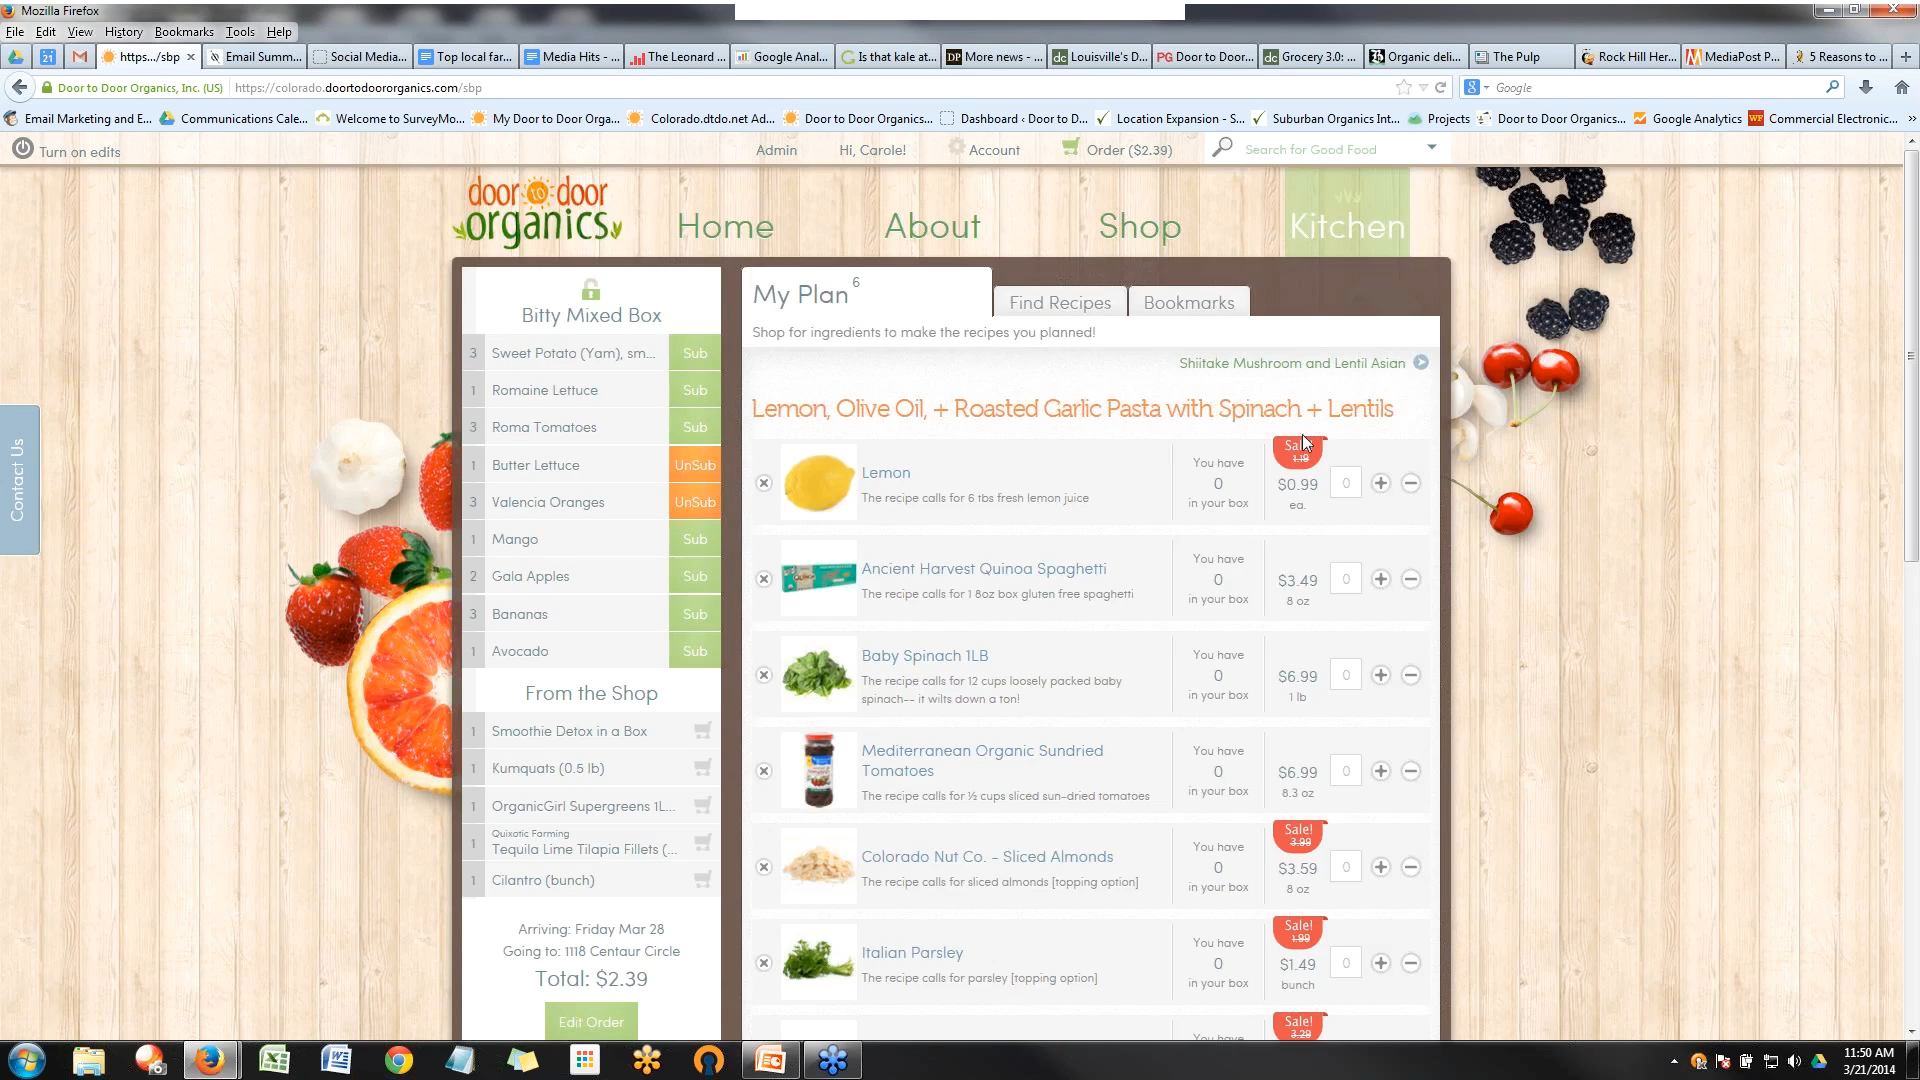 Mozilla Firefox
File Edit View History Bookmarks Tools Help
21 https.../sbp Email Summ... Social Media... Top local far... Media Hits - ... The Leonard ... Google Anal... Is that kale at... DP More news - ... dc Louisville's D... PG Door to Door... dc Grocery 3.0: ... Organic deli... The Pulp Rock Hill Her... MediaPost P... 5 Reasons to ...
Door to Door Organics, Inc. (US) https://colorado.doortodoororganics.com/sbp Google
Email Marketing and E... Communications Cale... Welcome to SurveyMo... My Door to Door Orga... Colorado.dtdo.net Ad... Door to Door Organics... Dashboard ‹ Door to D... Location Expansion - S... Suburban Organics Int... Projects Door to Door Organics... Google Analytics WF Commercial Electronic... »
Turn on edits Admin Hi, Carole! Account Order ($2.39) Search for Good Food
door to door
organics
Home About Shop Kitchen
Bitty Mixed Box
3 Sweet Potato (Yam), sm... Sub
1 Romaine Lettuce Sub
3 Roma Tomatoes Sub
1 Butter Lettuce UnSub
3 Valencia Oranges UnSub
1 Mango Sub
2 Gala Apples Sub
3 Bananas Sub
1 Avocado Sub
From the Shop
1 Smoothie Detox in a Box
1 Kumquats (0.5 lb)
1 OrganicGirl Supergreens 1L...
Quixotic Farming
1 Tequila Lime Tilapia Fillets (...
1 Cilantro (bunch)
Arriving: Friday Mar 28
Going to: 1118 Centaur Circle
Total: $2.39
Edit Order
Contact Us
My Plan 6 Find Recipes Bookmarks
Shop for ingredients to make the recipes you planned!
Shiitake Mushroom and Lentil Asian
Lemon, Olive Oil, + Roasted Garlic Pasta with Spinach + Lentils
Lemon
The recipe calls for 6 tbs fresh lemon juice
You have
0
in your box
1.19
$0.99
ea.
0
Ancient Harvest Quinoa Spaghetti
The recipe calls for 1 8oz box gluten free spaghetti
You have
0
in your box
$3.49
8 oz
0
Baby Spinach 1LB
The recipe calls for 12 cups loosely packed baby
spinach-- it wilts down a ton!
You have
0
in your box
$6.99
1 lb
0
Mediterranean Organic Sundried
Tomatoes
The recipe calls for ½ cups sliced sun-dried tomatoes
You have
0
in your box
$6.99
8.3 oz
0
Colorado Nut Co. - Sliced Almonds
The recipe calls for sliced almonds [topping option]
You have
0
in your box
Sale!
3.99
$3.59
8 oz
0
Italian Parsley
The recipe calls for parsley [topping option]
You have
0
in your box
Sale!
1.99
$1.49
bunch
0
Sale!
3.29
11:50 AM
3/21/2014